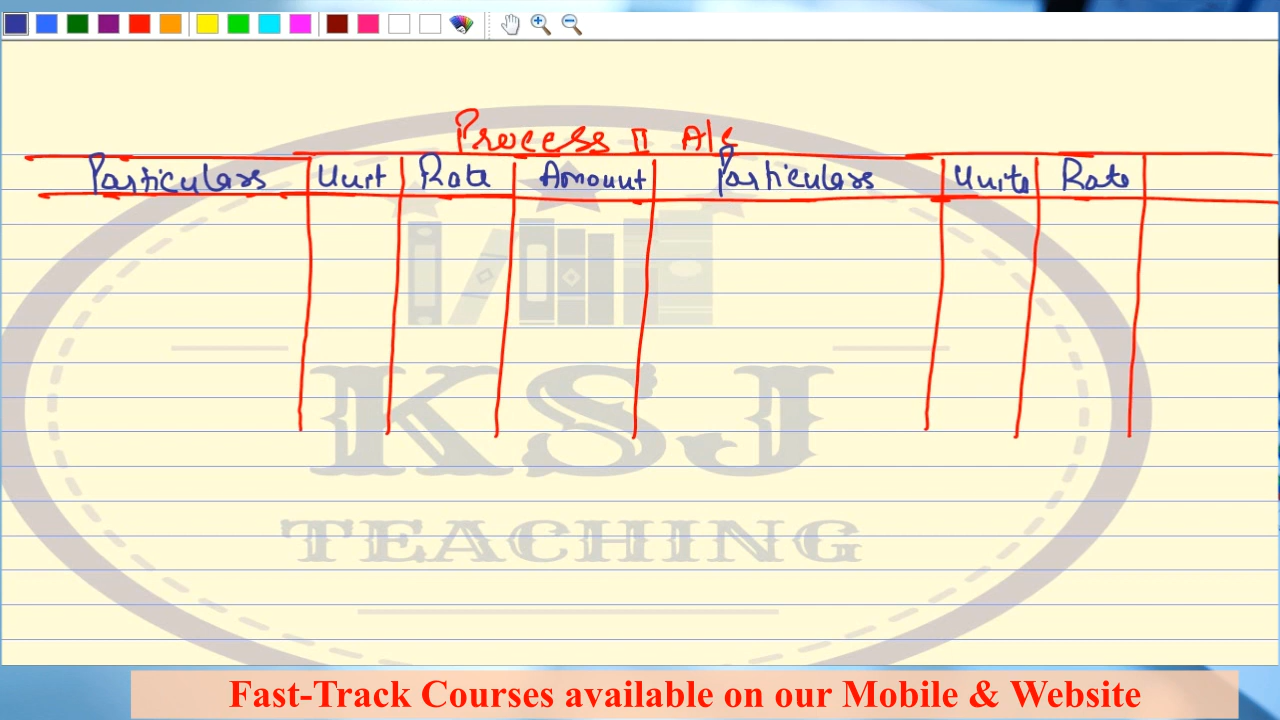 Process II A/c
Particulars Unit Rate Amount Particulars Units Rate
KSJ
TEACHING
Fast-Track Courses available on our Mobile & Website